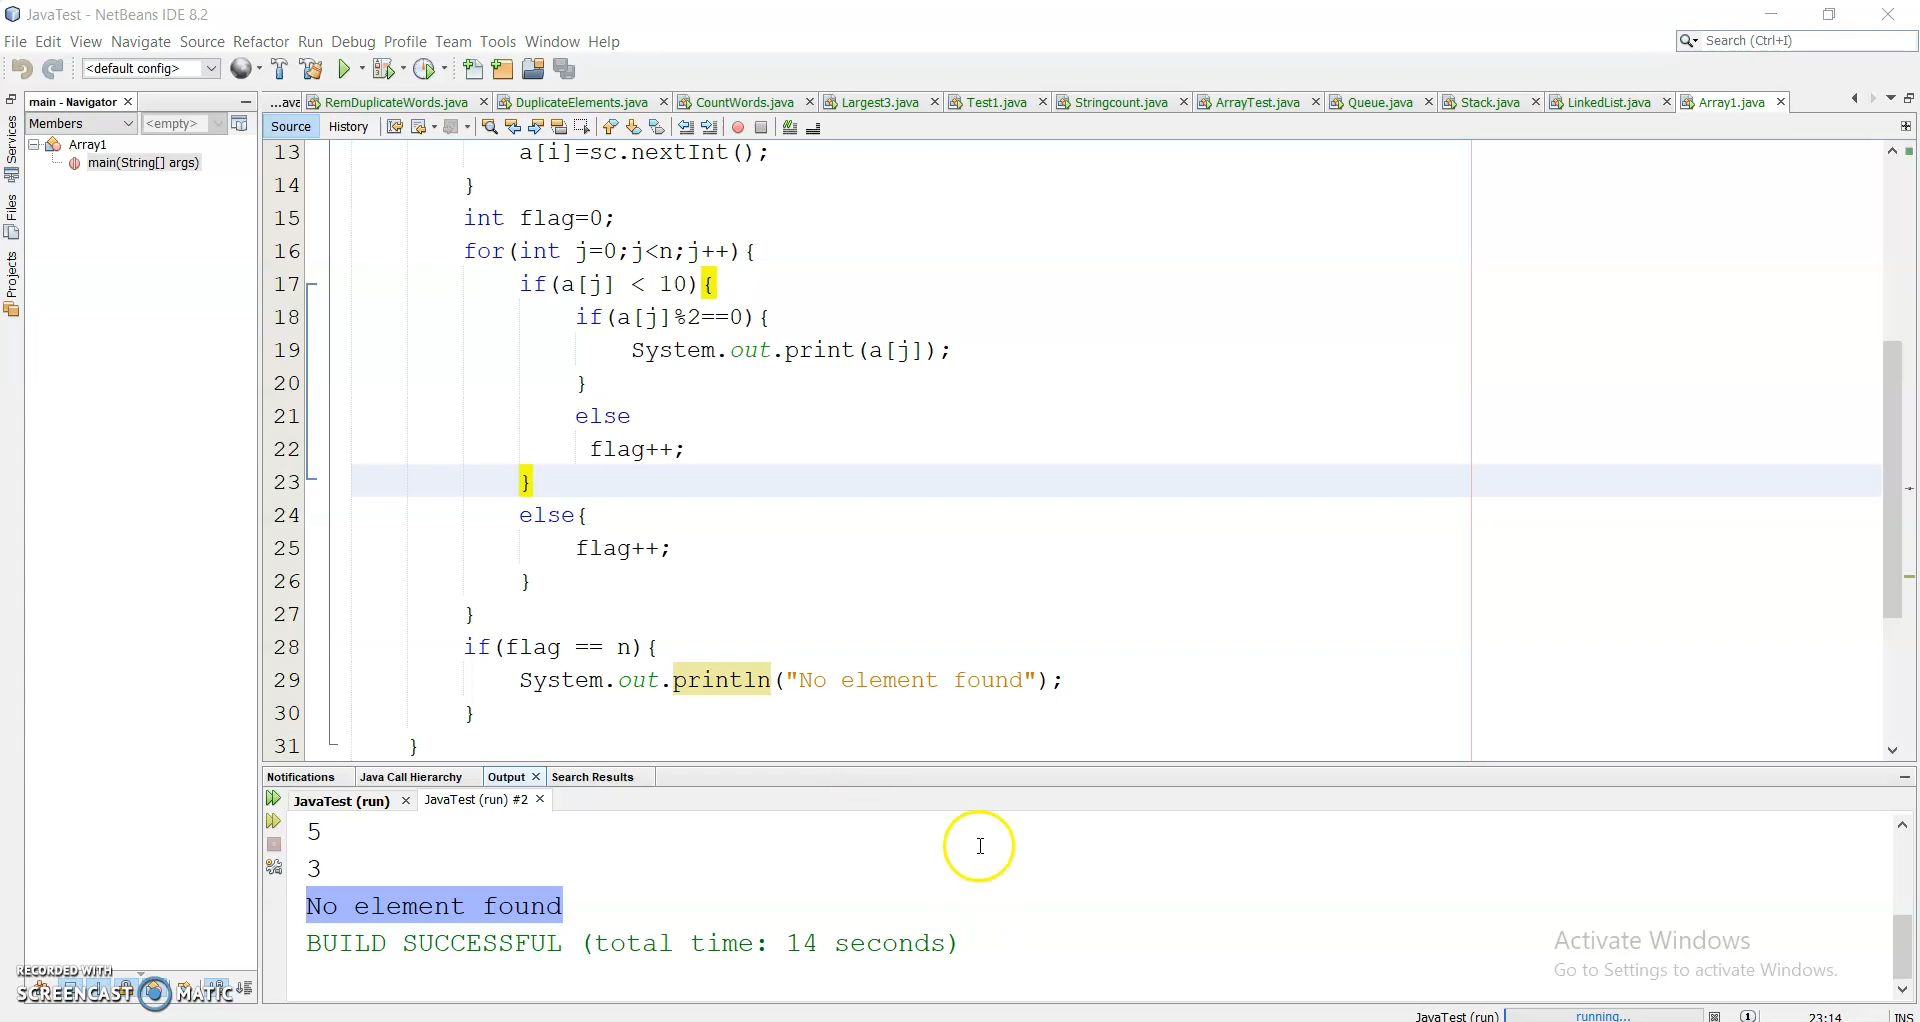 JavaTest - NetBeans IDE 8.2
File Edit View Navigate Source Refactor Run Debug Profile Team Tools Window Help
Search (Ctrl+I)
<default config>
main - Navigator
Members <empty>
Array1
main(String[] args)
Services
Files
Projects
...ava RemDuplicateWords.java DuplicateElements.java CountWords.java Largest3.java Test1.java Stringcount.java ArrayTest.java Queue.java Stack.java LinkedList.java Array1.java
Source History
13 a[i]=sc.nextInt();
14 }
15 int flag=0;
16 for(int j=0;j<n;j++){
17 if(a[j] < 10){
18 if(a[j]%2==0){
19 System.out.print(a[j]);
20 }
21 else
22 flag++;
23 }
24 else{
25 flag++;
26 }
27 }
28 if(flag == n){
29 System.out.println("No element found");
30 }
31 }
Notifications Java Call Hierarchy Output Search Results
JavaTest (run) JavaTest (run) #2
5
3
No element found
BUILD SUCCESSFUL (total time: 14 seconds)
Activate Windows
Go to Settings to activate Windows.
RECORDED WITH
SCREENCAST MATIC
JavaTest (run) running... 1 23:14 INS